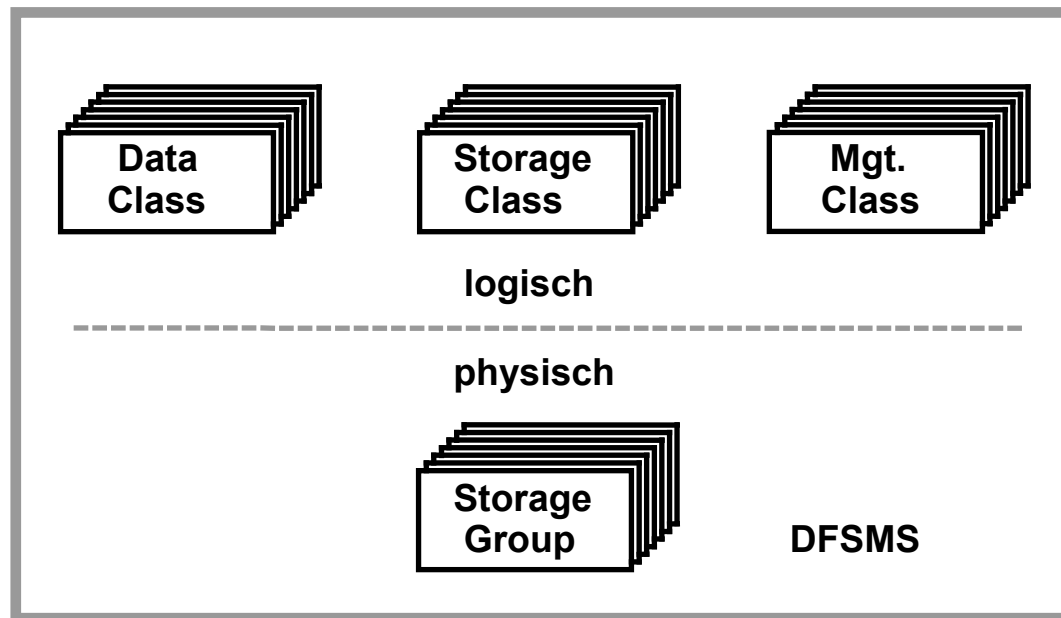 Data
Class
Storage
Class
Mgt.
Class
logisch
physisch
Storage
Group
DFSMS